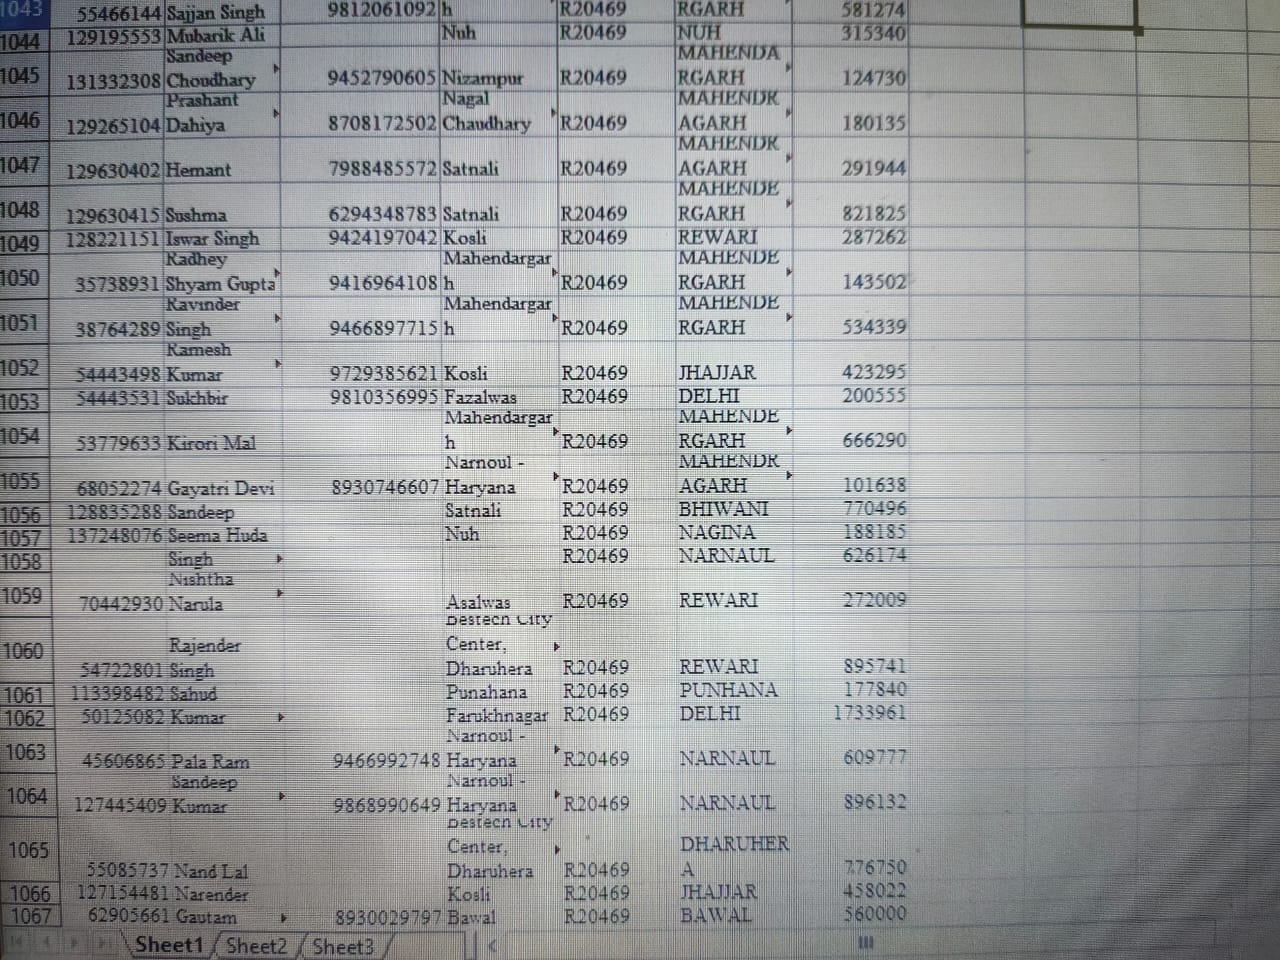 1043 55466144 Sajjan Singh 9812061092 h R20469 RGARH 581274
1044 129195553 Mubarik Ali Nuh R20469 NUH 315340
Sandeep MAHENDA
1045 131332308 Choudhary 9452790605 Nizampur R20469 RGARH 124730
Prashant Nagal MAHENDR
1046 129265104 Dahiya 8708172502 Chaudhary R20469 AGARH 180135
MAHENDR
1047 129630402 Hemant 7988485572 Satnali R20469 AGARH 291944
MAHENDE
1048 129630415 Sushma 6294348783 Satnali R20469 RGARH 821825
1049 128221151 Iswar Singh 9424197042 Kosli R20469 REWARI 287262
Radhey Mahendargar MAHENDE
1050 35738931 Shyam Gupta 9416964108 h R20469 RGARH 143502
Ravinder Mahendargar MAHENDE
1051 38764289 Singh 9466897715 h R20469 RGARH 534339
Ramesh
1052 54443498 Kumar 9729385621 Kosli R20469 JHAJJAR 423295
1053 54443531 Sukhbir 9810356995 Fazalwas R20469 DELHI 200555
Mahendargar MAHENDE
1054 53779633 Kirori Mal h R20469 RGARH 666290
Narnoul - MAHENDR
1055 68052274 Gayatri Devi 8930746607 Haryana R20469 AGARH 101638
1056 128835288 Sandeep Satnali R20469 BHIWANI 770496
1057 137248076 Seema Huda Nuh R20469 NAGINA 188185
1058 Singh R20469 NARNAUL 626174
Nishtha
1059 70442930 Narula Asalwas R20469 REWARI 272009
Bestech City
1060 Rajender Center,
54722801 Singh Dharuhera R20469 REWARI 895741
1061 113398482 Sahud Punahana R20469 PUNHANA 177840
1062 50125082 Kumar Farukhnagar R20469 DELHI 1733961
Narnoul -
1063 45606865 Pala Ram 9466992748 Haryana R20469 NARNAUL 609777
Sandeep Narnoul -
1064 127445409 Kumar 9868990649 Haryana R20469 NARNAUL 896132
Bestech City
1065 Center, DHARUHER
55085737 Nand Lal Dharuhera R20469 A 776750
1066 127154481 Narender Kosli R20469 JHAJJAR 458022
1067 62905661 Gautam 8930029797 Bawal R20469 BAWAL 560000
Sheet1 Sheet2 Sheet3